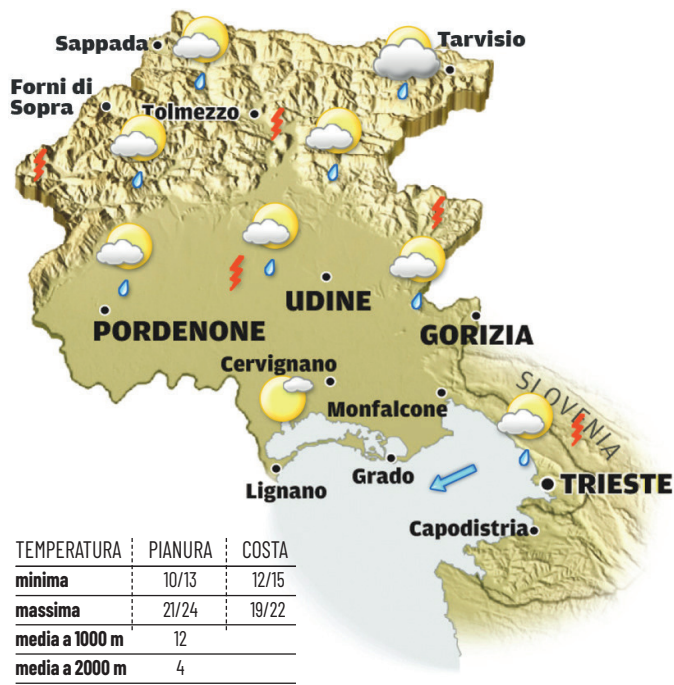 Sappada
Tarvisio
Forni di
Sopra
Tolmezzo
UDINE
PORDENONE
GORIZIA
Cervignano
SLOVENIA
Monfalcone
Grado
Lignano
TRIESTE
Capodistria
TEMPERATURA PIANURA COSTA
minima 10/13 12/15
massima 21/24 19/22
media a 1000 m 12
media a 2000 m 4